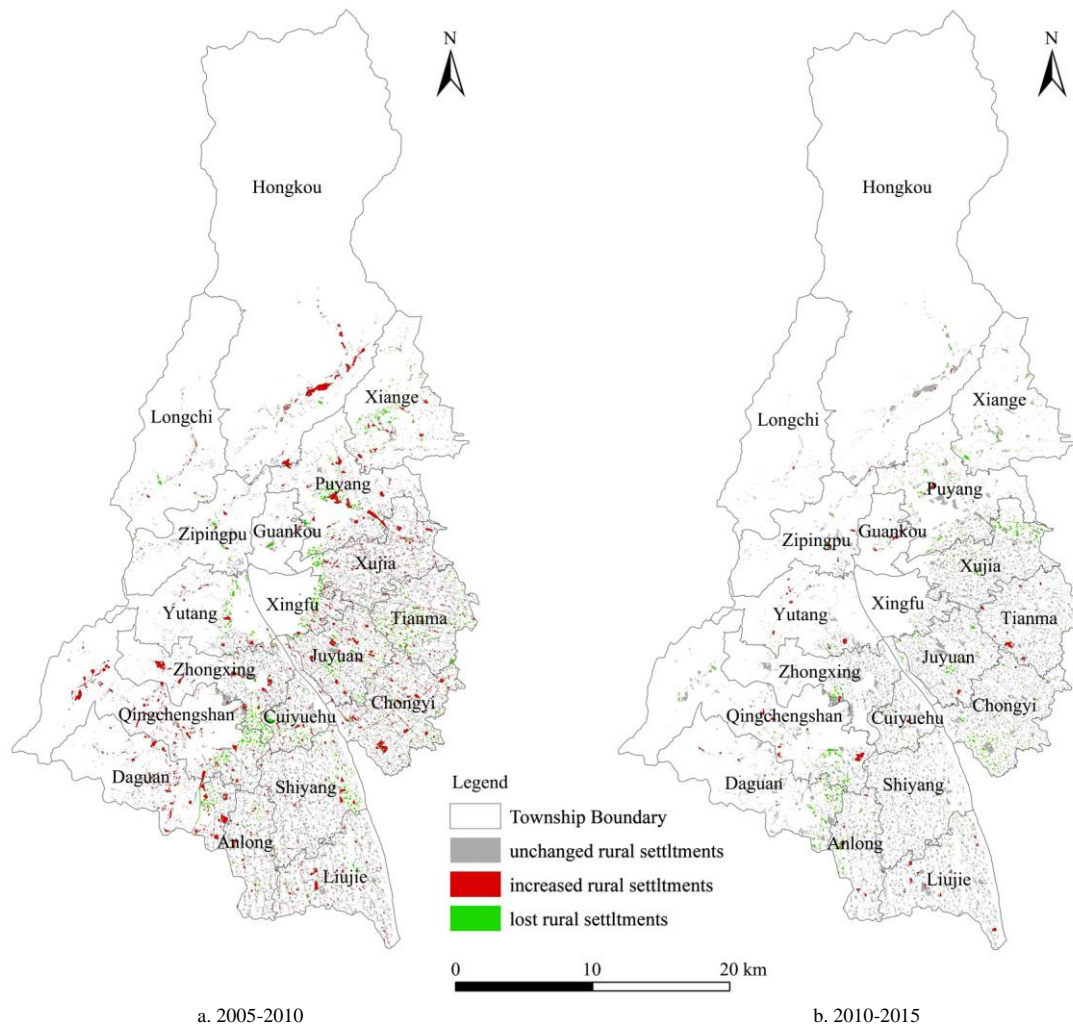 N
Hongkou
Longchi
Xiange
Puyang
Zipingpu
Guankou
Xujia
Yutang
Xingfu
Tianma
Juyuan
Zhongxing
Chongyi
Qingchengshan
Cuiyuehu
Daguan
Shiyang
Anlong
Liujie
N
Hongkou
Longchi
Xiange
Puyang
Zipingpu
Guankou
Xujia
Yutang
Xingfu
Tianma
Juyuan
Zhongxing
Chongyi
Qingchengshan
Cuiyuehu
Daguan
Shiyang
Anlong
Liujie
Legend
Township Boundary
unchanged rural settltments
increased rural settltments
lost rural settltments
0 10 20 km
a. 2005-2010
b. 2010-2015